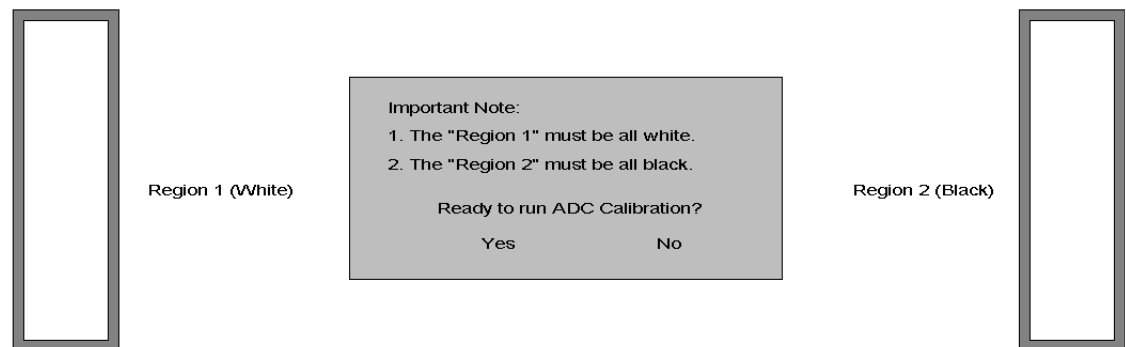 Important Note:
1. The "Region 1" must be all white.
2. The "Region 2" must be all black.
Region 1 (White)
Region 2 (Black)
Ready to run ADC Calibration?
Yes No